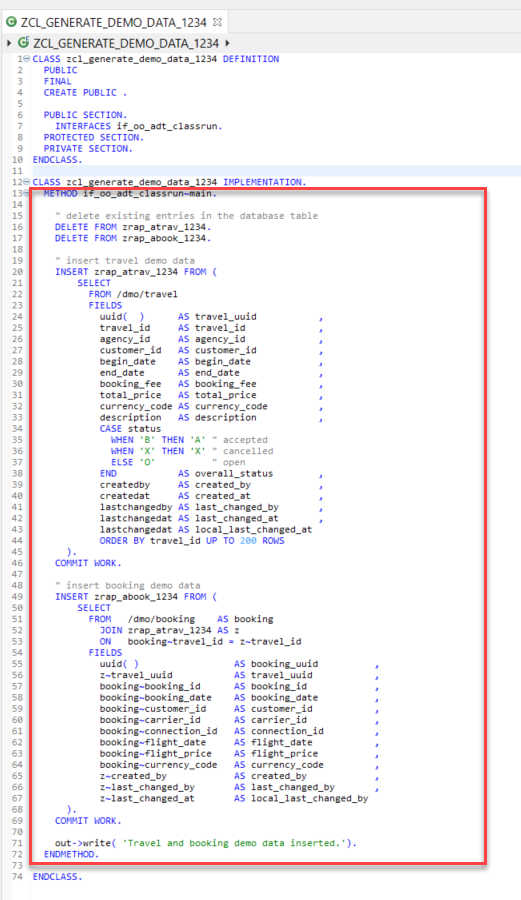 ZCL_GENERATE_DEMO_DATA_1234
ZCL_GENERATE_DEMO_DATA_1234
1 CLASS zcl_generate_demo_data_1234 DEFINITION
2   PUBLIC
3   FINAL
4   CREATE PUBLIC .
5
6   PUBLIC SECTION.
7     INTERFACES if_oo_adt_classrun.
8   PROTECTED SECTION.
9   PRIVATE SECTION.
10 ENDCLASS.
11
12 CLASS zcl_generate_demo_data_1234 IMPLEMENTATION.
13   METHOD if_oo_adt_classrun~main.
14
15     " delete existing entries in the database table
16     DELETE FROM zrap_atrav_1234.
17     DELETE FROM zrap_abook_1234.
18
19     " insert travel demo data
20     INSERT zrap_atrav_1234 FROM (
21         SELECT
22           FROM /dmo/travel
23           FIELDS
24             uuid(  )      AS travel_uuid           ,
25             travel_id     AS travel_id             ,
26             agency_id     AS agency_id             ,
27             customer_id   AS customer_id           ,
28             begin_date    AS begin_date            ,
29             end_date      AS end_date              ,
30             booking_fee   AS booking_fee           ,
31             total_price   AS total_price           ,
32             currency_code AS currency_code         ,
33             description   AS description           ,
34             CASE status
35               WHEN 'B' THEN 'A' " accepted
36               WHEN 'X' THEN 'X' " cancelled
37               ELSE 'O'          " open
38             END           AS overall_status        ,
39             createdby     AS created_by            ,
40             createdat     AS created_at            ,
41             lastchangedby AS last_changed_by       ,
42             lastchangedat AS last_changed_at       ,
43             lastchangedat AS local_last_changed_at
44             ORDER BY travel_id UP TO 200 ROWS
45       ).
46     COMMIT WORK.
47
48     " insert booking demo data
49     INSERT zrap_abook_1234 FROM (
50         SELECT
51           FROM   /dmo/booking    AS booking
52             JOIN zrap_atrav_1234 AS z
53             ON   booking~travel_id = z~travel_id
54           FIELDS
55             uuid( )                 AS booking_uuid          ,
56             z~travel_uuid           AS travel_uuid           ,
57             booking~booking_id      AS booking_id            ,
58             booking~booking_date    AS booking_date          ,
59             booking~customer_id     AS customer_id           ,
60             booking~carrier_id      AS carrier_id            ,
61             booking~connection_id   AS connection_id         ,
62             booking~flight_date     AS flight_date           ,
63             booking~flight_price    AS flight_price          ,
64             booking~currency_code   AS currency_code         ,
65             z~created_by            AS created_by            ,
66             z~last_changed_by       AS last_changed_by       ,
67             z~last_changed_at       AS local_last_changed_by
68       ).
69     COMMIT WORK.
70
71     out->write( 'Travel and booking demo data inserted.').
72   ENDMETHOD.
73
74 ENDCLASS.